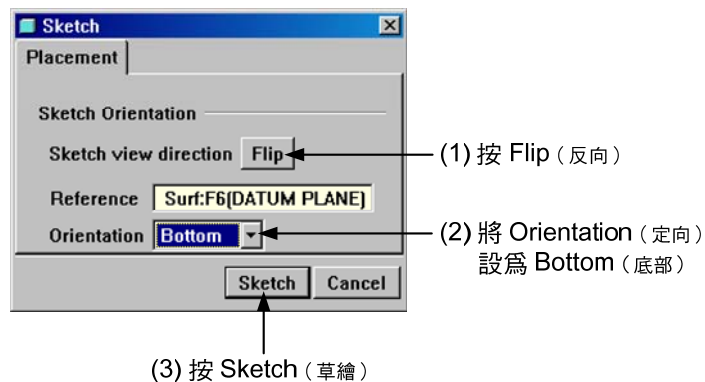 Sketch
Placement
Sketch Orientation
Sketch view direction Flip
(1) 按 Flip（反向）
Reference Surf:F6(DATUM PLANE)
Orientation Bottom
(2) 將 Orientation（定向）
設爲 Bottom（底部）
Sketch Cancel
(3) 按 Sketch（草繪）